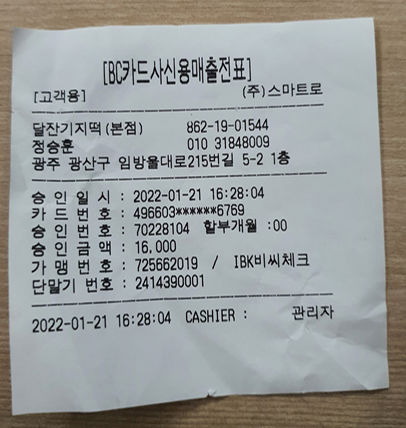 [BC카드사신용매출전표]
[고객용] (주)스마트로
달잔기지떡(본점) 862-19-01544
정승훈 010 31848009
광주 광산구 임방울대로215번길 5-2 1층
승 인 일 시 : 2022-01-21 16:28:04
카 드 번 호 : 496603******6769
승 인 번 호 : 70228104 할부개월 :00
승 인 금 액 : 16,000
가 맹 번 호 : 725662019 / IBK비씨체크
단말기 번호 : 2414390001
2022-01-21 16:28:04 CASHIER : 관리자